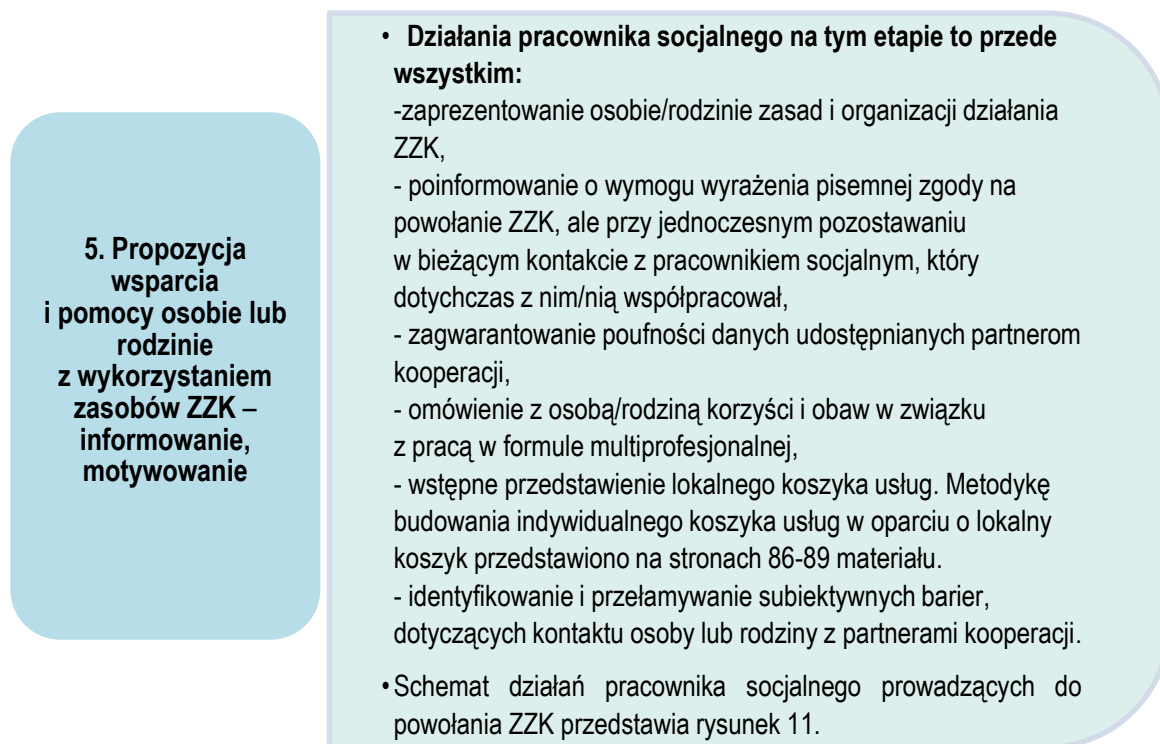 5. Propozycja
wsparcia
i pomocy osobie lub
rodzinie
z wykorzystaniem
zasobów ZZK –
informowanie,
motywowanie
• Działania pracownika socjalnego na tym etapie to przede
wszystkim:
-zaprezentowanie osobie/rodzinie zasad i organizacji działania
ZZK,
- poinformowanie o wymogu wyrażenia pisemnej zgody na
powołanie ZZK, ale przy jednoczesnym pozostawaniu
w bieżącym kontakcie z pracownikiem socjalnym, który
dotychczas z nim/nią współpracował,
- zagwarantowanie poufności danych udostępnianych partnerom
kooperacji,
- omówienie z osobą/rodziną korzyści i obaw w związku
z pracą w formule multiprofesjonalnej,
- wstępne przedstawienie lokalnego koszyka usług. Metodykę
budowania indywidualnego koszyka usług w oparciu o lokalny
koszyk przedstawiono na stronach 86-89 materiału.
- identyfikowanie i przełamywanie subiektywnych barier,
dotyczących kontaktu osoby lub rodziny z partnerami kooperacji.
• Schemat działań pracownika socjalnego prowadzących do
powołania ZZK przedstawia rysunek 11.